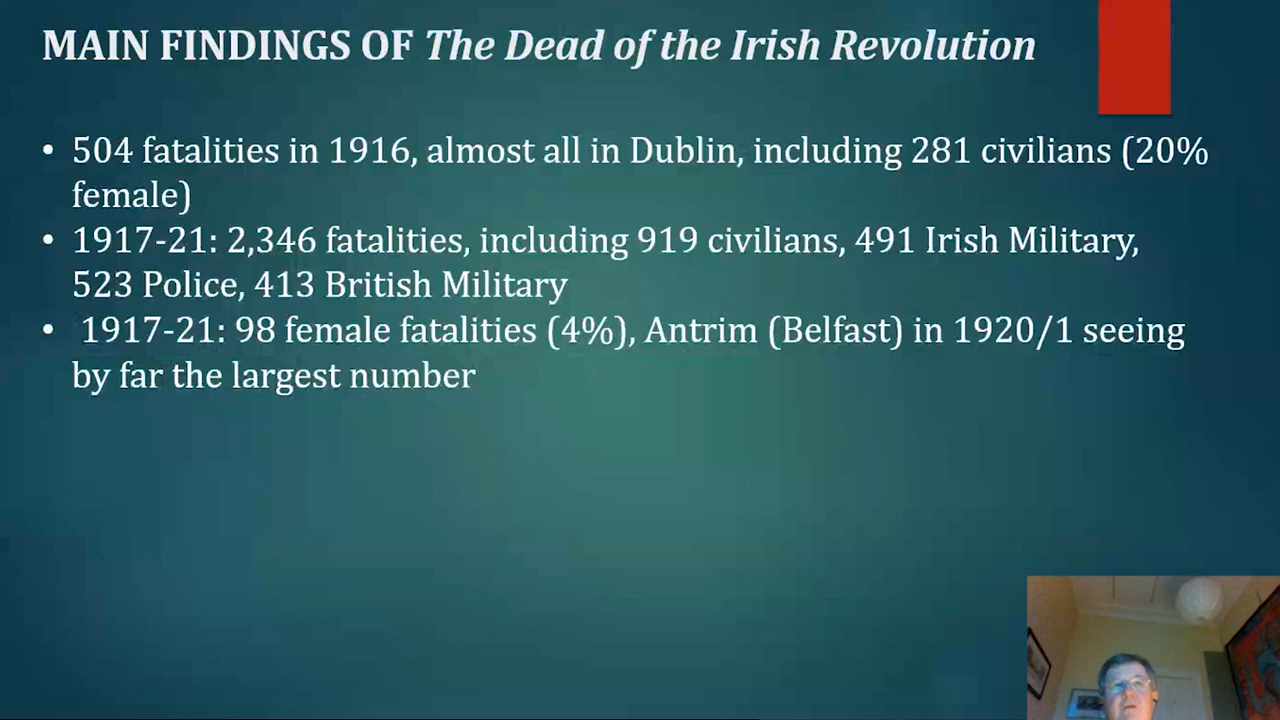 MAIN FINDINGS OF The Dead of the Irish Revolution
• 504 fatalities in 1916, almost all in Dublin, including 281 civilians (20%
female)
• 1917-21: 2,346 fatalities, including 919 civilians, 491 Irish Military,
523 Police, 413 British Military
• 1917-21: 98 female fatalities (4%), Antrim (Belfast) in 1920/1 seeing
by far the largest number